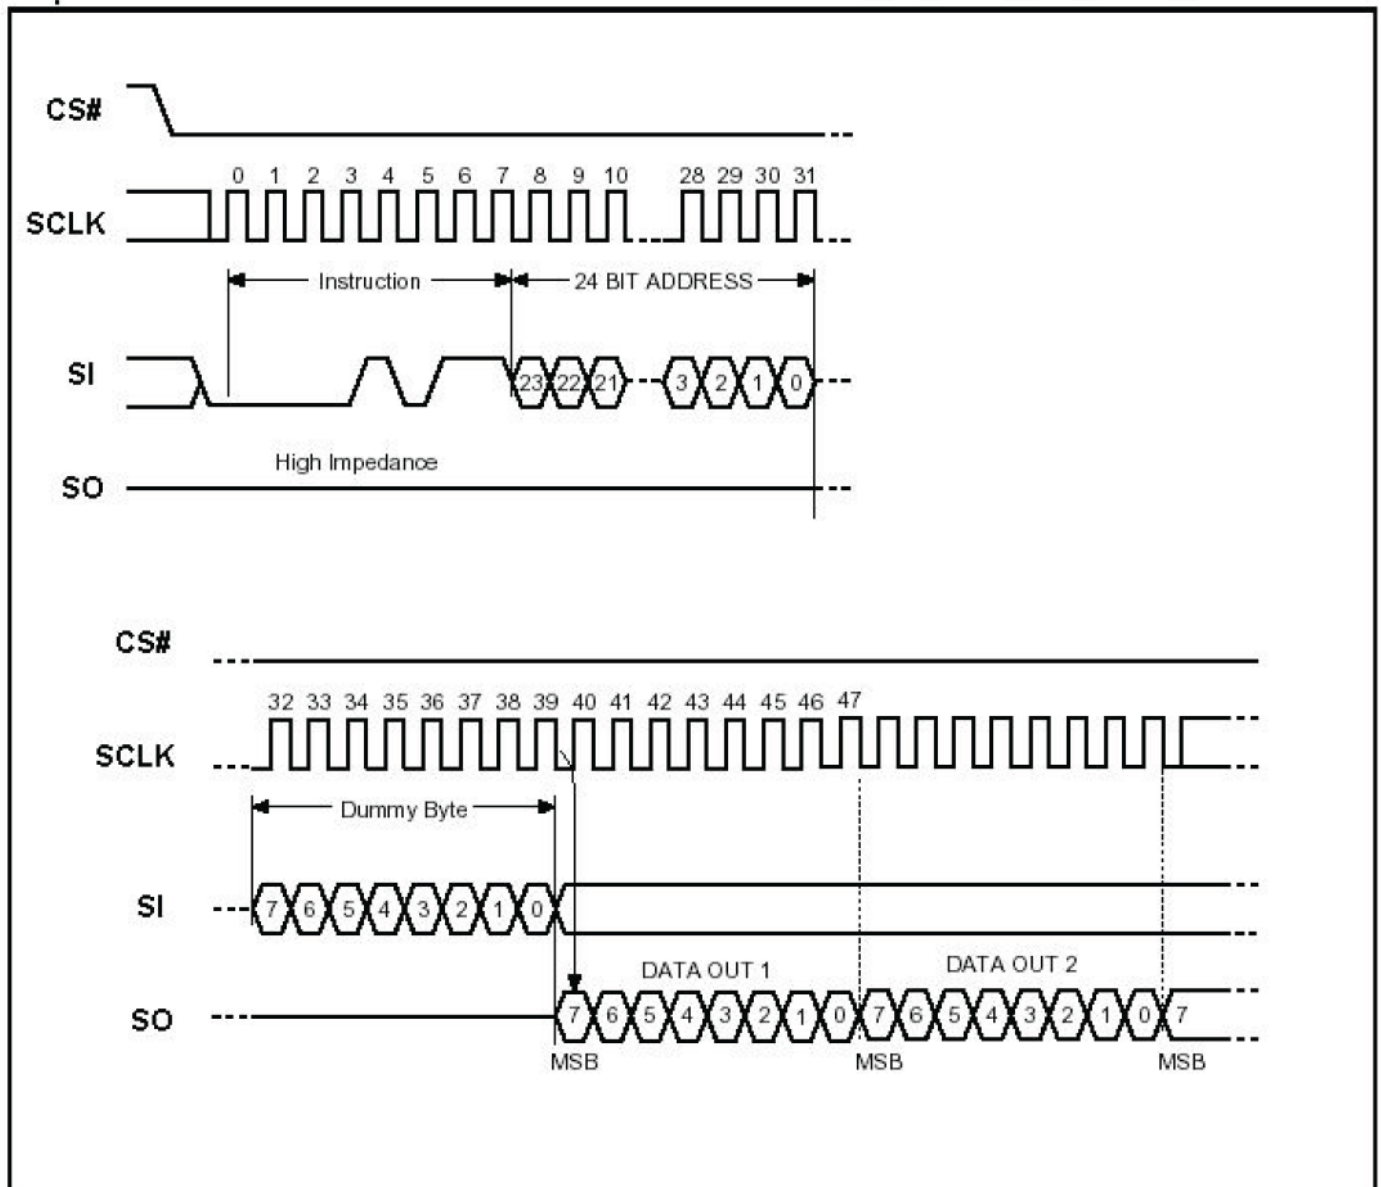 CS#
0 1 2 3 4 5 6 7 8 9 10 28 29 30 31
SCLK
Instruction 24 BIT ADDRESS
SI 23 22 21 3 2 1 0
High Impedance
SO
CS#
32 33 34 35 36 37 38 39 40 41 42 43 44 45 46 47
SCLK
Dummy Byte
SI 7 6 5 4 3 2 1 0
DATA OUT 1 DATA OUT 2
SO 7 6 5 4 3 2 1 0 7 6 5 4 3 2 1 0 7
MSB MSB MSB